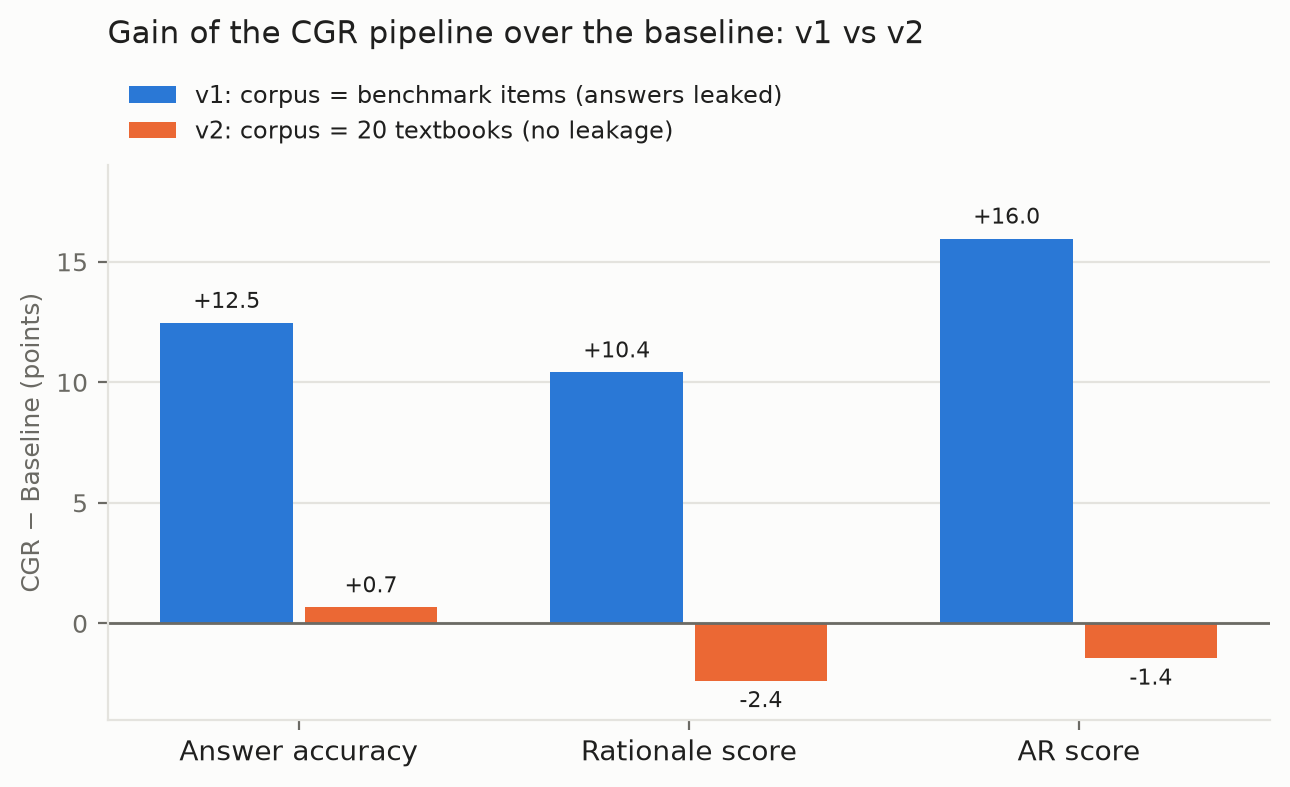 Gain of the CGR pipeline over the baseline: v1 vs v2
v1: corpus = benchmark items (answers leaked)
v2: corpus = 20 textbooks (no leakage)
CGR − Baseline (points)
15
10
5
0
+12.5
+0.7
+10.4
-2.4
+16.0
-1.4
Answer accuracy
Rationale score
AR score